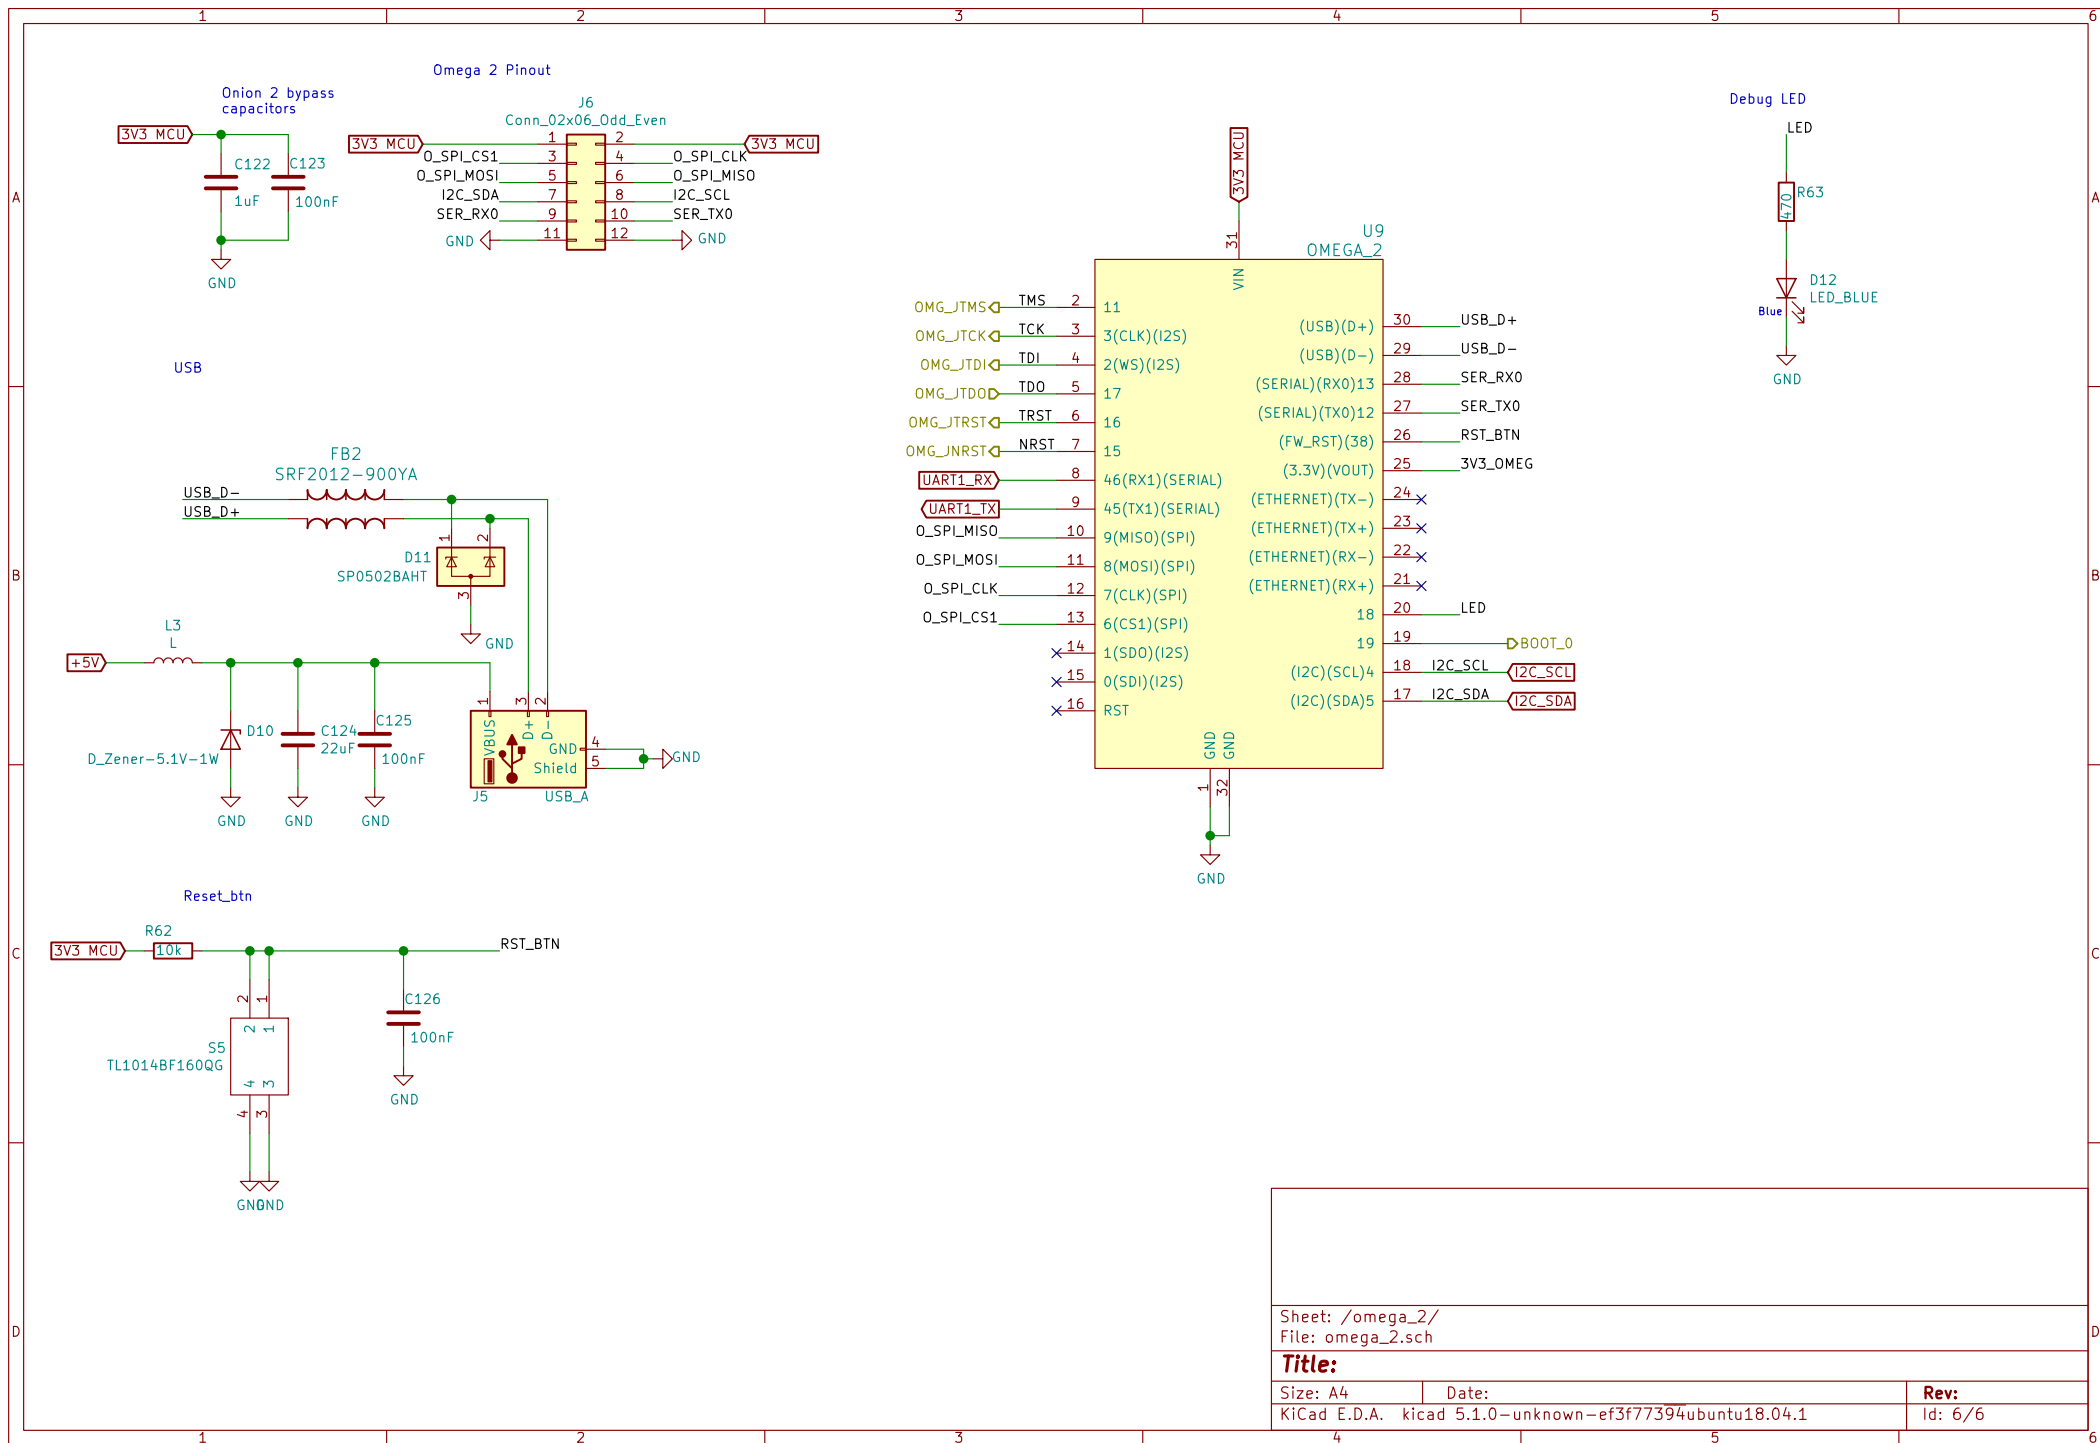 1 2 3 4 5 6
Omega 2 Pinout
Onion 2 bypass
capacitors
3V3 MCU
C122
1uF
C123
100nF
GND
J6
Conn_02x06_Odd_Even
3V3 MCU 1 2 3V3 MCU
O_SPI_CS1 3 4 O_SPI_CLK
O_SPI_MOSI 5 6 O_SPI_MISO
I2C_SDA 7 8 I2C_SCL
SER_RX0 9 10 SER_TX0
GND 11 12 GND
Debug LED
LED
R63
470
D12
LED_BLUE
Blue
GND
A A
3V3 MCU
31
VIN
U9
OMEGA_2
OMG_JTMS TMS 2 11
OMG_JTCK TCK 3 3(CLK)(I2S)
OMG_JTDI TDI 4 2(WS)(I2S)
OMG_JTDO TDO 5 17
OMG_JTRST TRST 6 16
OMG_JNRST NRST 7 15
UART1_RX 8 46(RX1)(SERIAL)
UART1_TX 9 45(TX1)(SERIAL)
O_SPI_MISO 10 9(MISO)(SPI)
O_SPI_MOSI 11 8(MOSI)(SPI)
O_SPI_CLK 12 7(CLK)(SPI)
O_SPI_CS1 13 6(CS1)(SPI)
14 1(SDO)(I2S)
15 0(SDI)(I2S)
16 RST
(USB)(D+) 30 USB_D+
(USB)(D-) 29 USB_D-
(SERIAL)(RX0)13 28 SER_RX0
(SERIAL)(TX0)12 27 SER_TX0
(FW_RST)(38) 26 RST_BTN
(3.3V)(VOUT) 25 3V3_OMEG
(ETHERNET)(TX-) 24
(ETHERNET)(TX+) 23
(ETHERNET)(RX-) 22
(ETHERNET)(RX+) 21
18 20 LED
19 19 BOOT_0
(I2C)(SCL)4 18 I2C_SCL I2C_SCL
(I2C)(SDA)5 17 I2C_SDA I2C_SDA
GND GND
1 32
GND
USB
FB2
SRF2012-900YA
USB_D-
USB_D+
1 2
D11
SP0502BAHT
3
GND
B B
L3
L
+5V
D10
D_Zener-5.1V-1W
C124
22uF
C125
100nF
GND GND GND
1 3 2
VBUS D+ D-
GND 4
Shield 5
GND
J5 USB_A
Reset_btn
R62
3V3 MCU 10k RST_BTN
C C
2 1
2 1
S5
TL1014BF160QG
4 3
4 3
GND GND
C126
100nF
GND
D D
Sheet: /omega_2/
File: omega_2.sch
Title:
Size: A4 Date: Rev:
KiCad E.D.A. kicad 5.1.0-unknown-ef3f77394ubuntu18.04.1 Id: 6/6
1 2 3 4 5 6